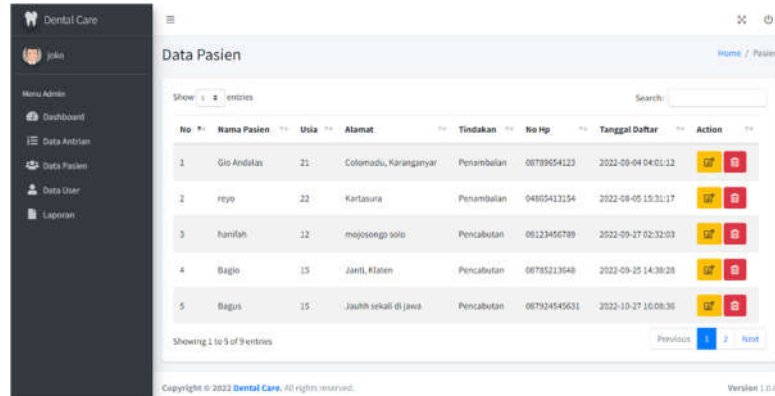 Dental Care
joko
Data Pasien
Home / Pasien
Menu Admin
Dashboard
Data Antrian
Data Pasien
Data User
Laporan
Show 5 entries
Search:
No Nama Pasien Usia Alamat Tindakan No Hp Tanggal Daftar Action
1 Gio Andalas 21 Colomadu, Karanganyar Penambalan 08789654123 2022-08-04 04:01:12
2 reyo 22 Kartasura Penambalan 04865413154 2022-08-05 15:31:17
3 hanifah 12 mojosongo solo Pencabutan 08123456789 2022-09-27 02:32:03
4 Bagio 15 Janti, Klaten Pencabutan 08785213648 2022-09-25 14:38:28
5 Bagus 15 Jauhh sekali di jawa Pencabutan 087924545631 2022-10-27 16:08:36
Showing 1 to 5 of 9 entries
Previous 1 2 Next
Copyright © 2022 Dental Care. All rights reserved.
Version 1.0.